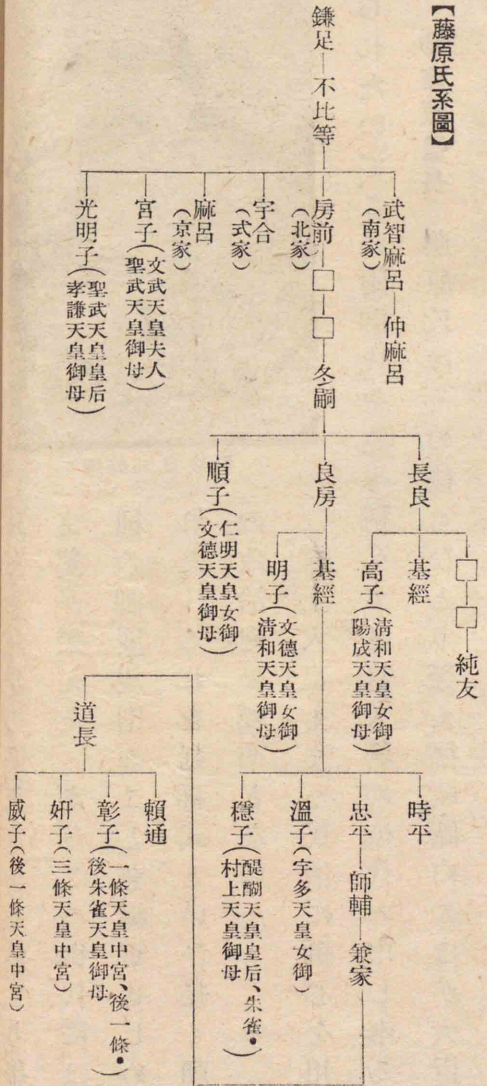 【藤原氏系圖】
鎌足
不比等
武智麻呂
(南家)
仲麻呂
房前
(北家)
□
□
冬嗣
宇合
(式家)
麻呂
(京家)
宮子(文武天皇夫人
聖武天皇御母)
光明子(聖武天皇皇后
孝謙天皇御母)
長良
良房
順子(仁明天皇女御
文德天皇御母)
□
□
純友
基經
高子(清和天皇女御
陽成天皇御母)
基經
明子(文德天皇女御
清和天皇御母)
時平
忠平
師輔
兼家
溫子(宇多天皇女御)
穩子(醍醐天皇皇后、朱雀•
村上天皇御母)
道長
賴通
彰子(一條天皇中宮、後一條•
後朱雀天皇御母)
姸子(三條天皇中宮)
威子(後一條天皇中宮)